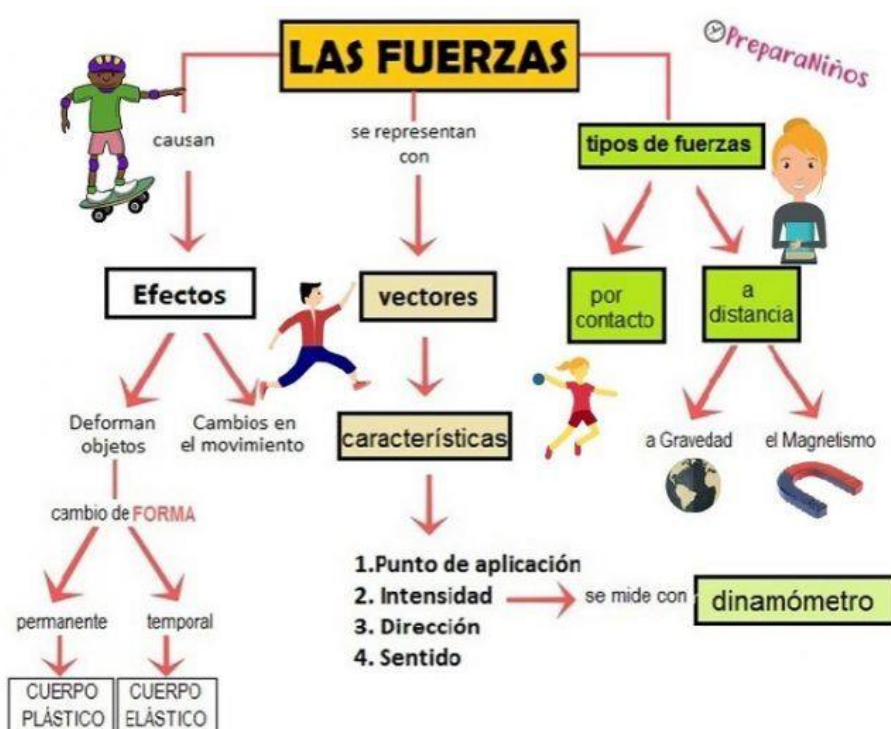 LAS FUERZAS
PreparaNiños
causan
se representan
con
tipos de fuerzas
Efectos
vectores
por
contacto
a
distancia
Deforman
objetos
Cambios en
el movimiento
características
a Gravedad
el Magnetismo
cambio de FORMA
1.Punto de aplicación
2. Intensidad
se mide con
dinamómetro
3. Dirección
4. Sentido
permanente
temporal
CUERPO
PLÁSTICO
CUERPO
ELÁSTICO